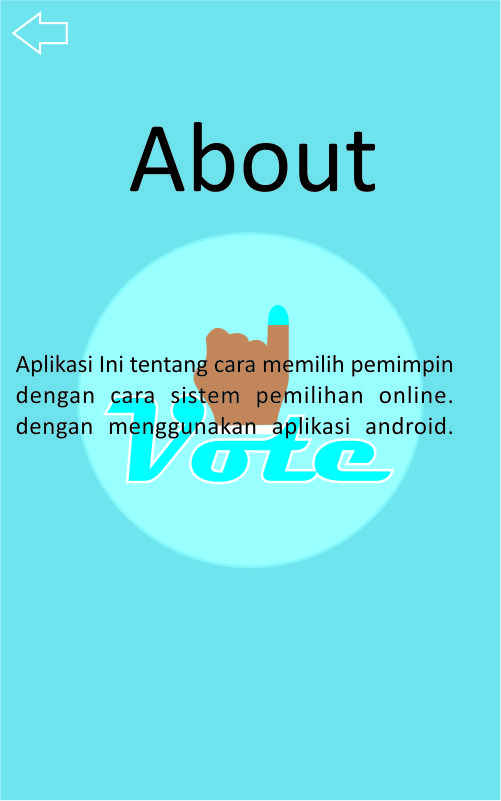 About
Aplikasi Ini tentang cara memilih pemimpin
dengan cara sistem pemilihan online.
dengan menggunakan aplikasi android.
Vote